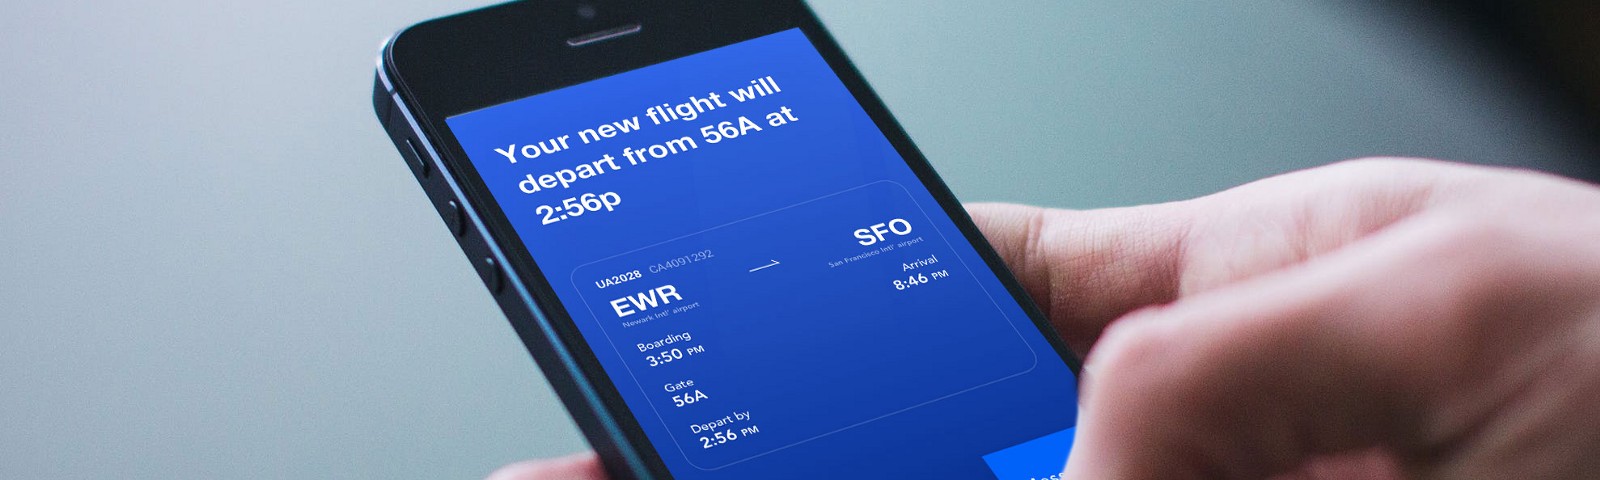 Your new flight will
depart from 56A at
2:56p
UA2028 CA4091292
EWR
Newark Intl' airport
SFO
San Francisco Intl' airport
Arrival
8:46 PM
Boarding
3:50 PM
Gate
56A
Depart by
2:56 PM